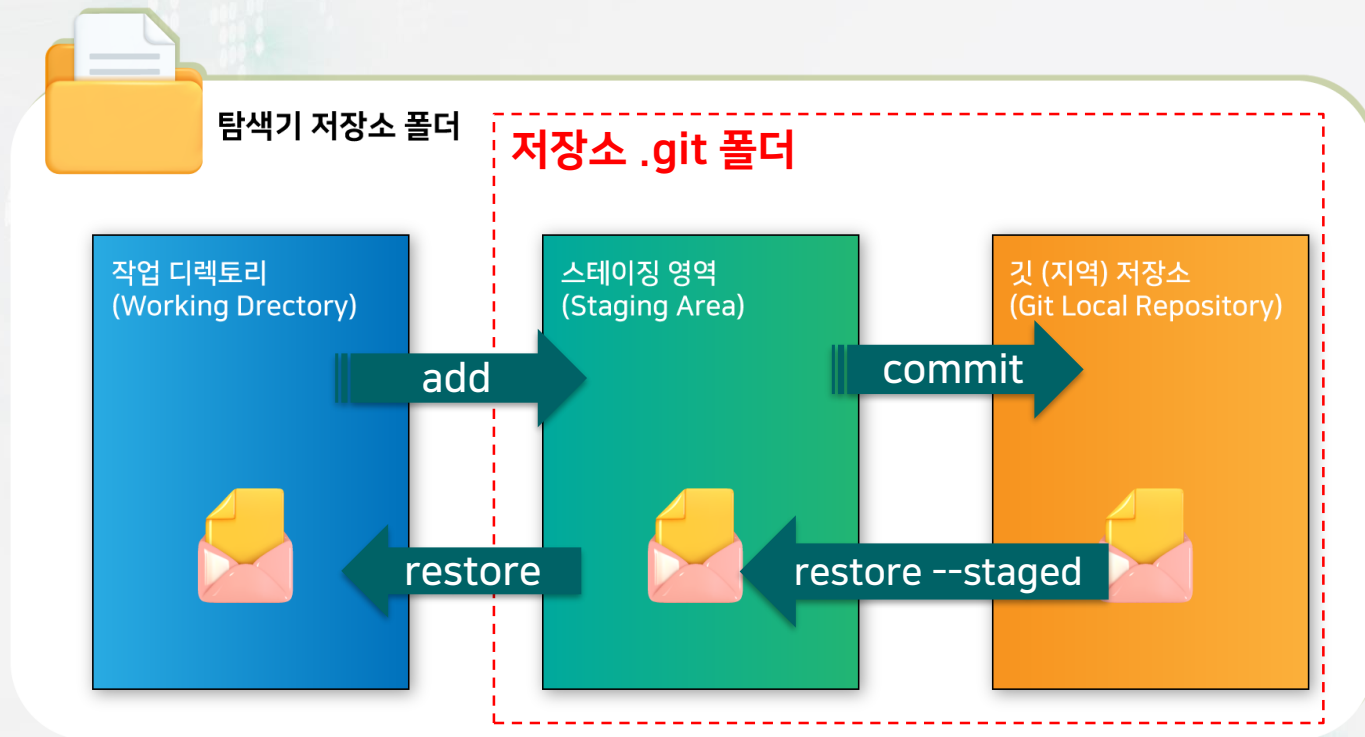 탐색기 저장소 폴더
저장소 .git 폴더
작업 디렉토리
(Working Drectory)
스테이징 영역
(Staging Area)
깃 (지역) 저장소
(Git Local Repository)
add
commit
restore
restore --staged